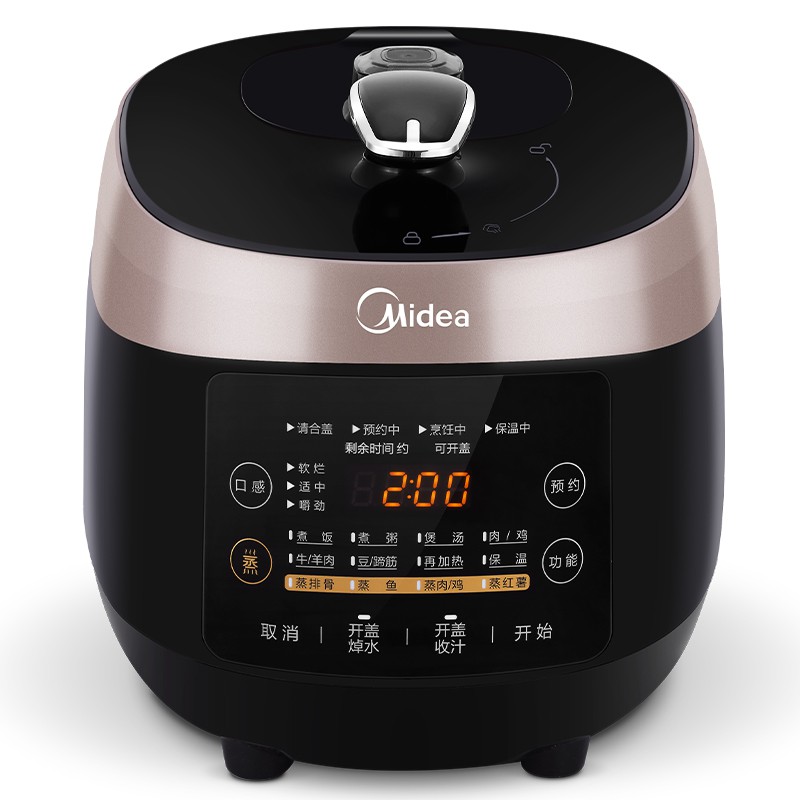 Midea
▶请合盖 ▶预约中 ▶烹饪中 ▶保温中
剩余时间 约 可开盖
▶软烂
▶适中
▶嚼劲
口感
2:00
预约
煮饭 煮粥 煲汤 肉/鸡
蒸
牛/羊肉 豆/蹄筋 再加热 保温
功能
蒸排骨 蒸鱼 蒸肉/鸡 蒸红薯
取消 | 开盖焯水 | 开盖收汁 | 开始